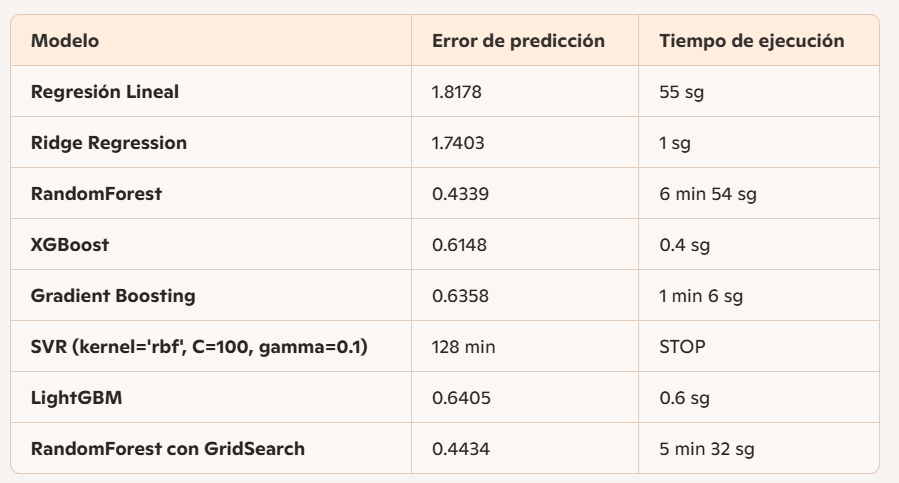 Modelo Error de predicción Tiempo de ejecución
Regresión Lineal 1.8178 55 sg
Ridge Regression 1.7403 1 sg
RandomForest 0.4339 6 min 54 sg
XGBoost 0.6148 0.4 sg
Gradient Boosting 0.6358 1 min 6 sg
SVR (kernel='rbf', C=100, gamma=0.1) 128 min STOP
LightGBM 0.6405 0.6 sg
RandomForest con GridSearch 0.4434 5 min 32 sg